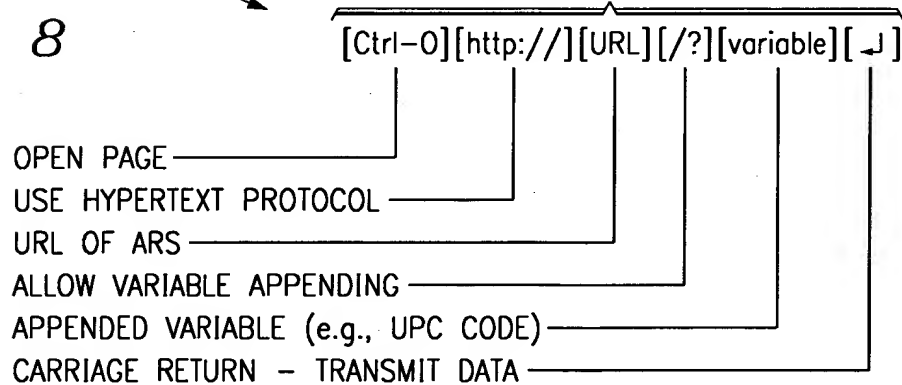 8
[Ctrl-O][http://][URL][/?][variable][↵]
OPEN PAGE
USE HYPERTEXT PROTOCOL
URL OF ARS
ALLOW VARIABLE APPENDING
APPENDED VARIABLE (e.g., UPC CODE)
CARRIAGE RETURN – TRANSMIT DATA